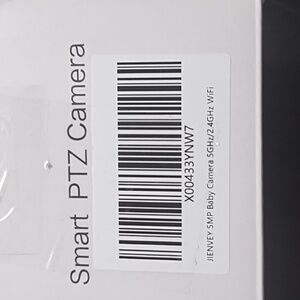 Smart PTZ Camera
X00433YNW7
JIENVEY 5MP Baby Camera 5GHz/2.4GHz WiFi